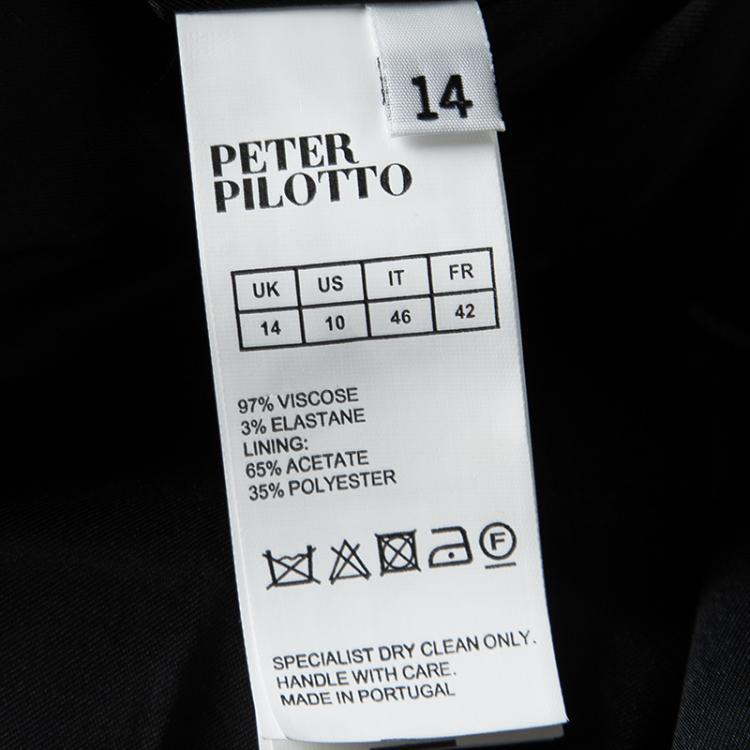 14
PETER
PILOTTO
UK US IT FR
14 10 46 42
97% VISCOSE
3% ELASTANE
LINING:
65% ACETATE
35% POLYESTER
F
SPECIALIST DRY CLEAN ONLY.
HANDLE WITH CARE.
MADE IN PORTUGAL